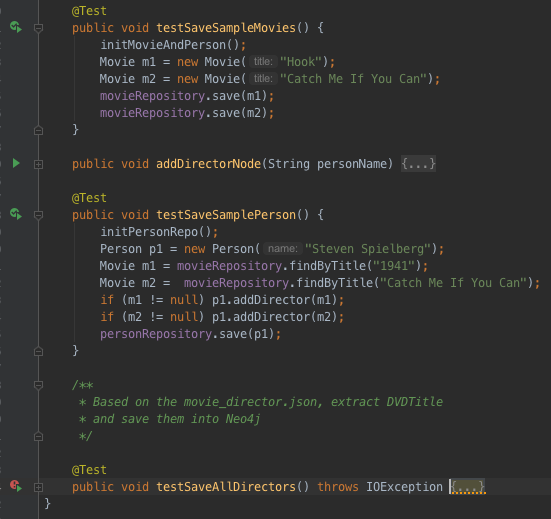 @Test
public void testSaveSampleMovies() {
initMovieAndPerson();
Movie m1 = new Movie( title: "Hook");
Movie m2 = new Movie( title: "Catch Me If You Can");
movieRepository.save(m1);
movieRepository.save(m2);
}
public void addDirectorNode(String personName) {...}
@Test
public void testSaveSamplePerson() {
initPersonRepo();
Person p1 = new Person( name: "Steven Spielberg");
Movie m1 = movieRepository.findByTitle("1941");
Movie m2 =  movieRepository.findByTitle("Catch Me If You Can");
if (m1 != null) p1.addDirector(m1);
if (m2 != null) p1.addDirector(m2);
personRepository.save(p1);
}
/**
* Based on the movie_director.json, extract DVDTitle
* and save them into Neo4j
*/
@Test
public void testSaveAllDirectors() throws IOException {...}
}